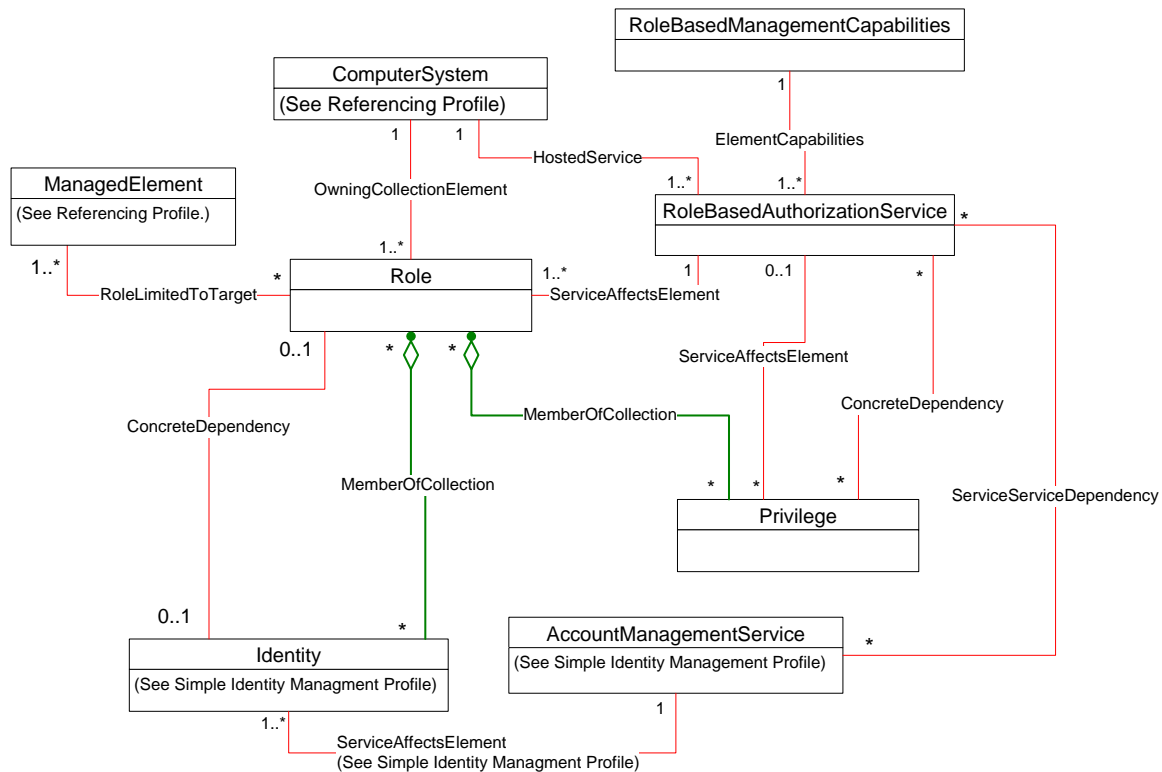 RoleBasedManagementCapabilities
ComputerSystem
(See Referencing Profile)
1
1
1
ElementCapabilities
HostedService
ManagedElement
(See Referencing Profile.)
OwningCollectionElement
1..*
1..*
RoleBasedAuthorizationService
*
1..*
1..*
*
Role
1..*
1
0..1
*
RoleLimitedToTarget
ServiceAffectsElement
0..1
*
*
ServiceAffectsElement
ConcreteDependency
MemberOfCollection
ConcreteDependency
MemberOfCollection
*
*
*
ServiceServiceDependency
Privilege
0..1
*
AccountManagementService
(See Simple Identity Management Profile)
*
Identity
(See Simple Identity Managment Profile)
1..*
1
ServiceAffectsElement
(See Simple Identity Managment Profile)